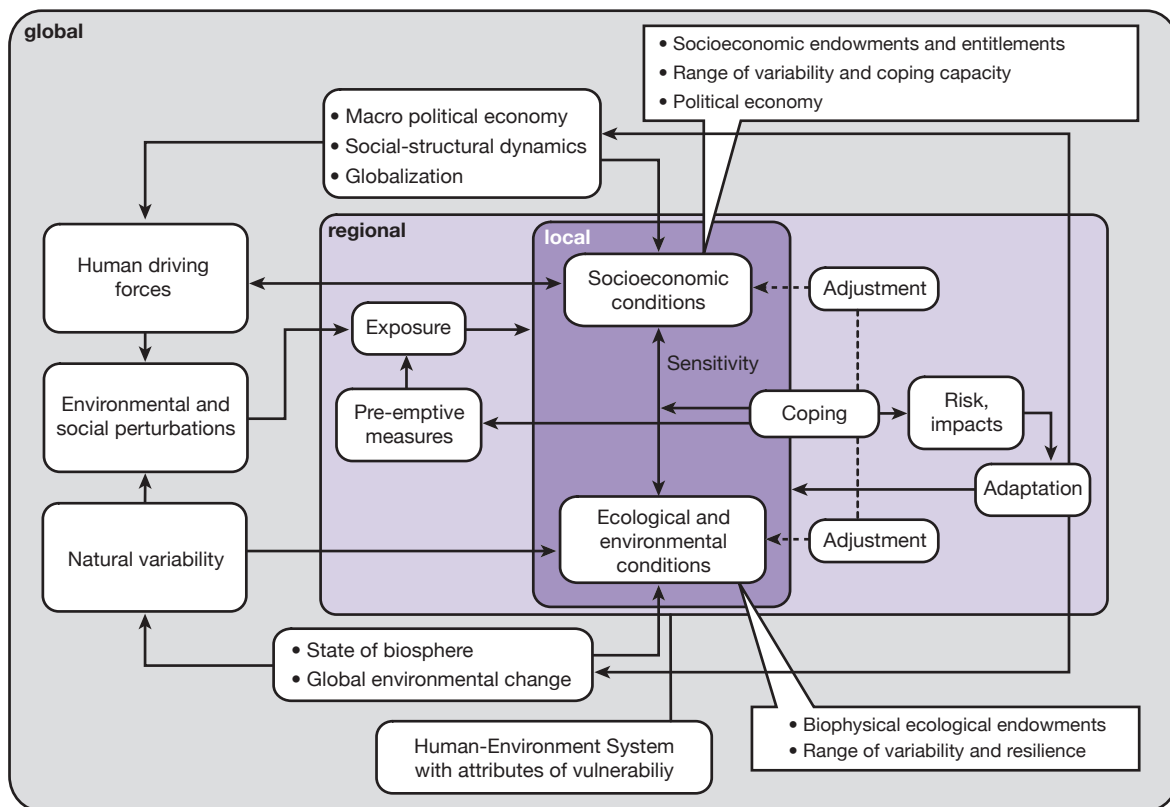 global
• Socioeconomic endowments and entitlements
• Range of variability and coping capacity
• Political economy
• Macro political economy
• Social-structural dynamics
• Globalization
regional
local
Human driving
forces
Socioeconomic
conditions
Adjustment
Exposure
Sensitivity
Environmental and
social perturbations
Pre-emptive
measures
Coping
Risk,
impacts
Adaptation
Natural variability
Ecological and
environmental
conditions
Adjustment
• State of biosphere
• Global environmental change
Human-Environment System
with attributes of vulnerabiliy
• Biophysical ecological endowments
• Range of variability and resilience